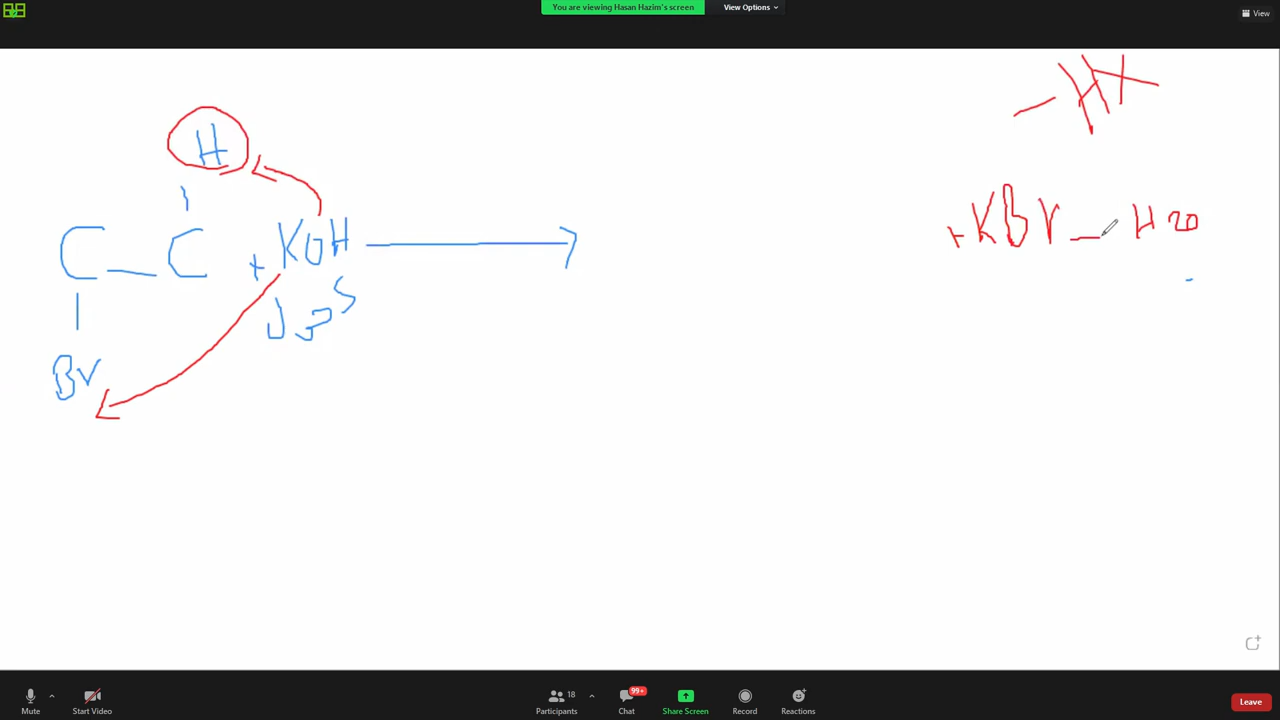 You are viewing Hasan Hazim's screen
View Options
View
- HX
H
C - C + KOH
+ KBr - H2O
Br
Mute
Start Video
18
Participants
99+
Chat
Share Screen
Record
Reactions
Leave